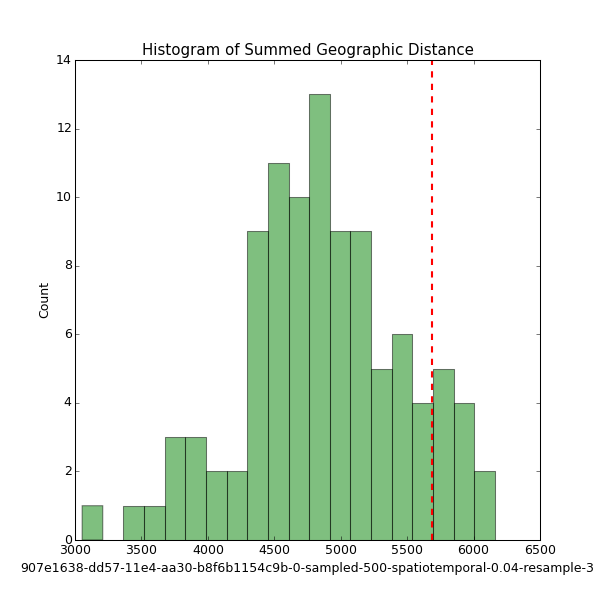 Histogram of Summed Geographic Distance
14
12
10
8
6
4
2
0
Count
3000 3500 4000 4500 5000 5500 6000 6500
907e1638-dd57-11e4-aa30-b8f6b1154c9b-0-sampled-500-spatiotemporal-0.04-resample-3